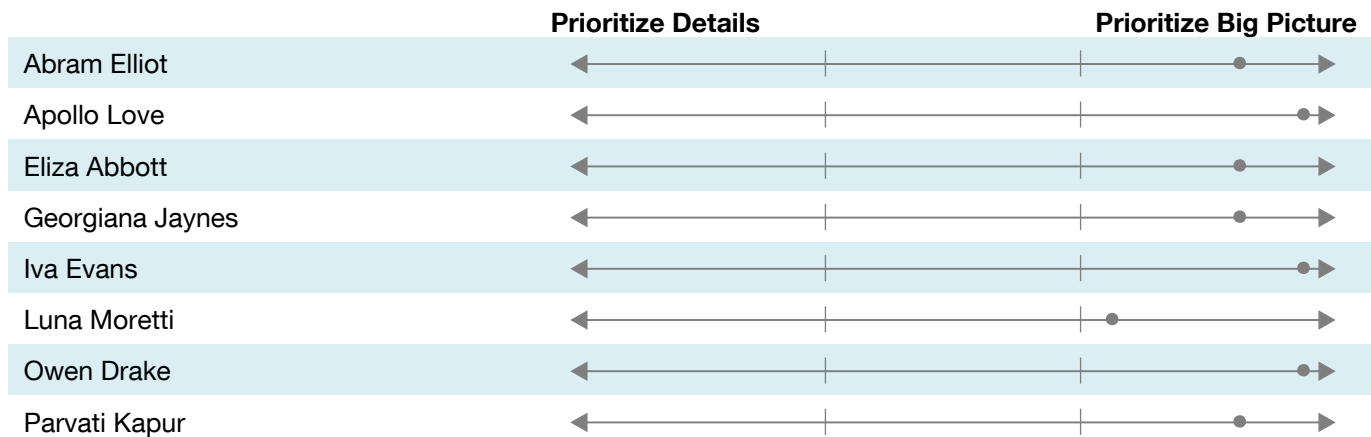 Prioritize Details Prioritize Big Picture
Abram Elliot
Apollo Love
Eliza Abbott
Georgiana Jaynes
Iva Evans
Luna Moretti
Owen Drake
Parvati Kapur